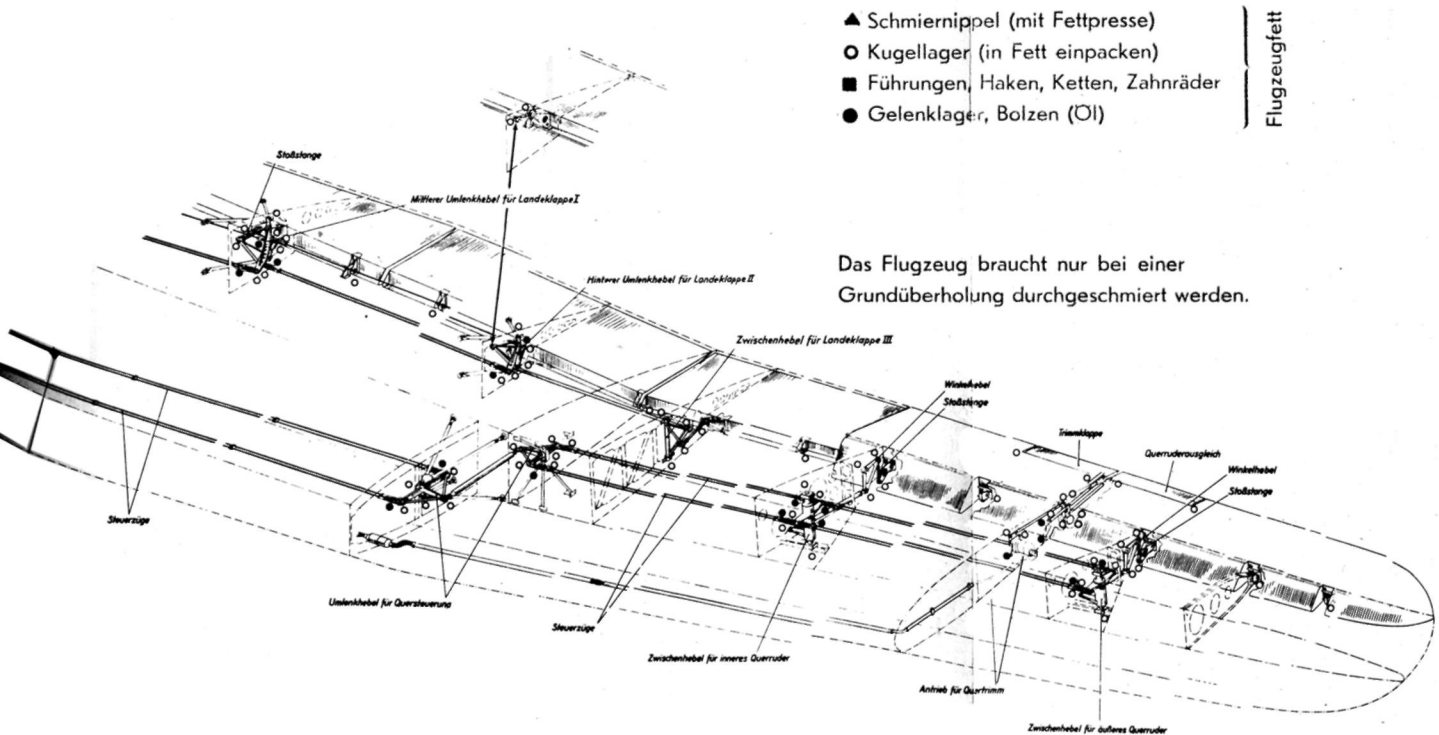 ▲ Schmiernippel (mit Fettpresse)
○ Kugellager (in Fett einpacken)
■ Führungen, Haken, Ketten, Zahnräder
● Gelenklager, Bolzen (Öl)
Flugzeugfett
Stoßstange
Mittlerer Umlenkhebel für Landeklappe I
Das Flugzeug braucht nur bei einer
Grundüberholung durchgeschmiert werden.
Hinterer Umlenkhebel für Landeklappe II
Zwischenhebel für Landeklappe III
Winkelhebel
Stoßstange
Trimmklappe
Querruderausgleich
Winkelhebel
Stoßstange
Steuerzüge
Umlenkhebel für Quersteuerung
Steuerzüge
Zwischenhebel für inneres Querruder
Antrieb für Quertrimm
Zwischenhebel für äußeres Querruder